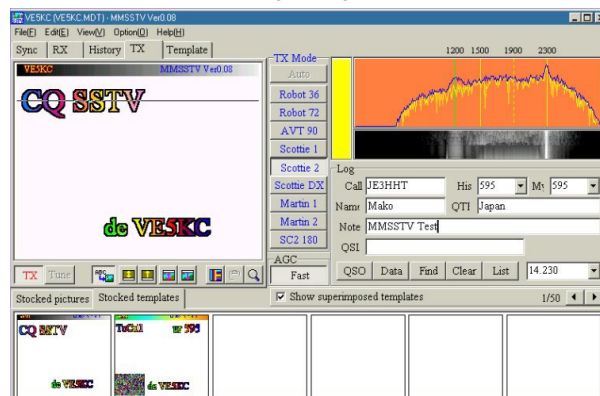 VE5KC (VE5KC.MDT) - MMSSTV Ver0.08
File(F) Edit(E) View(V) Option(O) Help(H)
Sync RX History TX Template
VE5KC MMSSTV Ver0.08
CQ SSTV
de VE5KC
TX Tune
TX Mode
Auto
Robot 36
Robot 72
AVT 90
Scottie 1
Scottie 2
Scottie DX
Martin 1
Martin 2
SC2 180
AGC
Fast
1200 1500 1900 2300
Log
Call JE3HHT His 595 My 595
Name Mako QTH Japan
Note MMSSTV Test
QSL
QSO Data Find Clear List 14.230
Stocked pictures Stocked templates
Show superimposed templates 1/50
CQ SSTV
de VE5KC
ToCall ur 595
de VE5KC